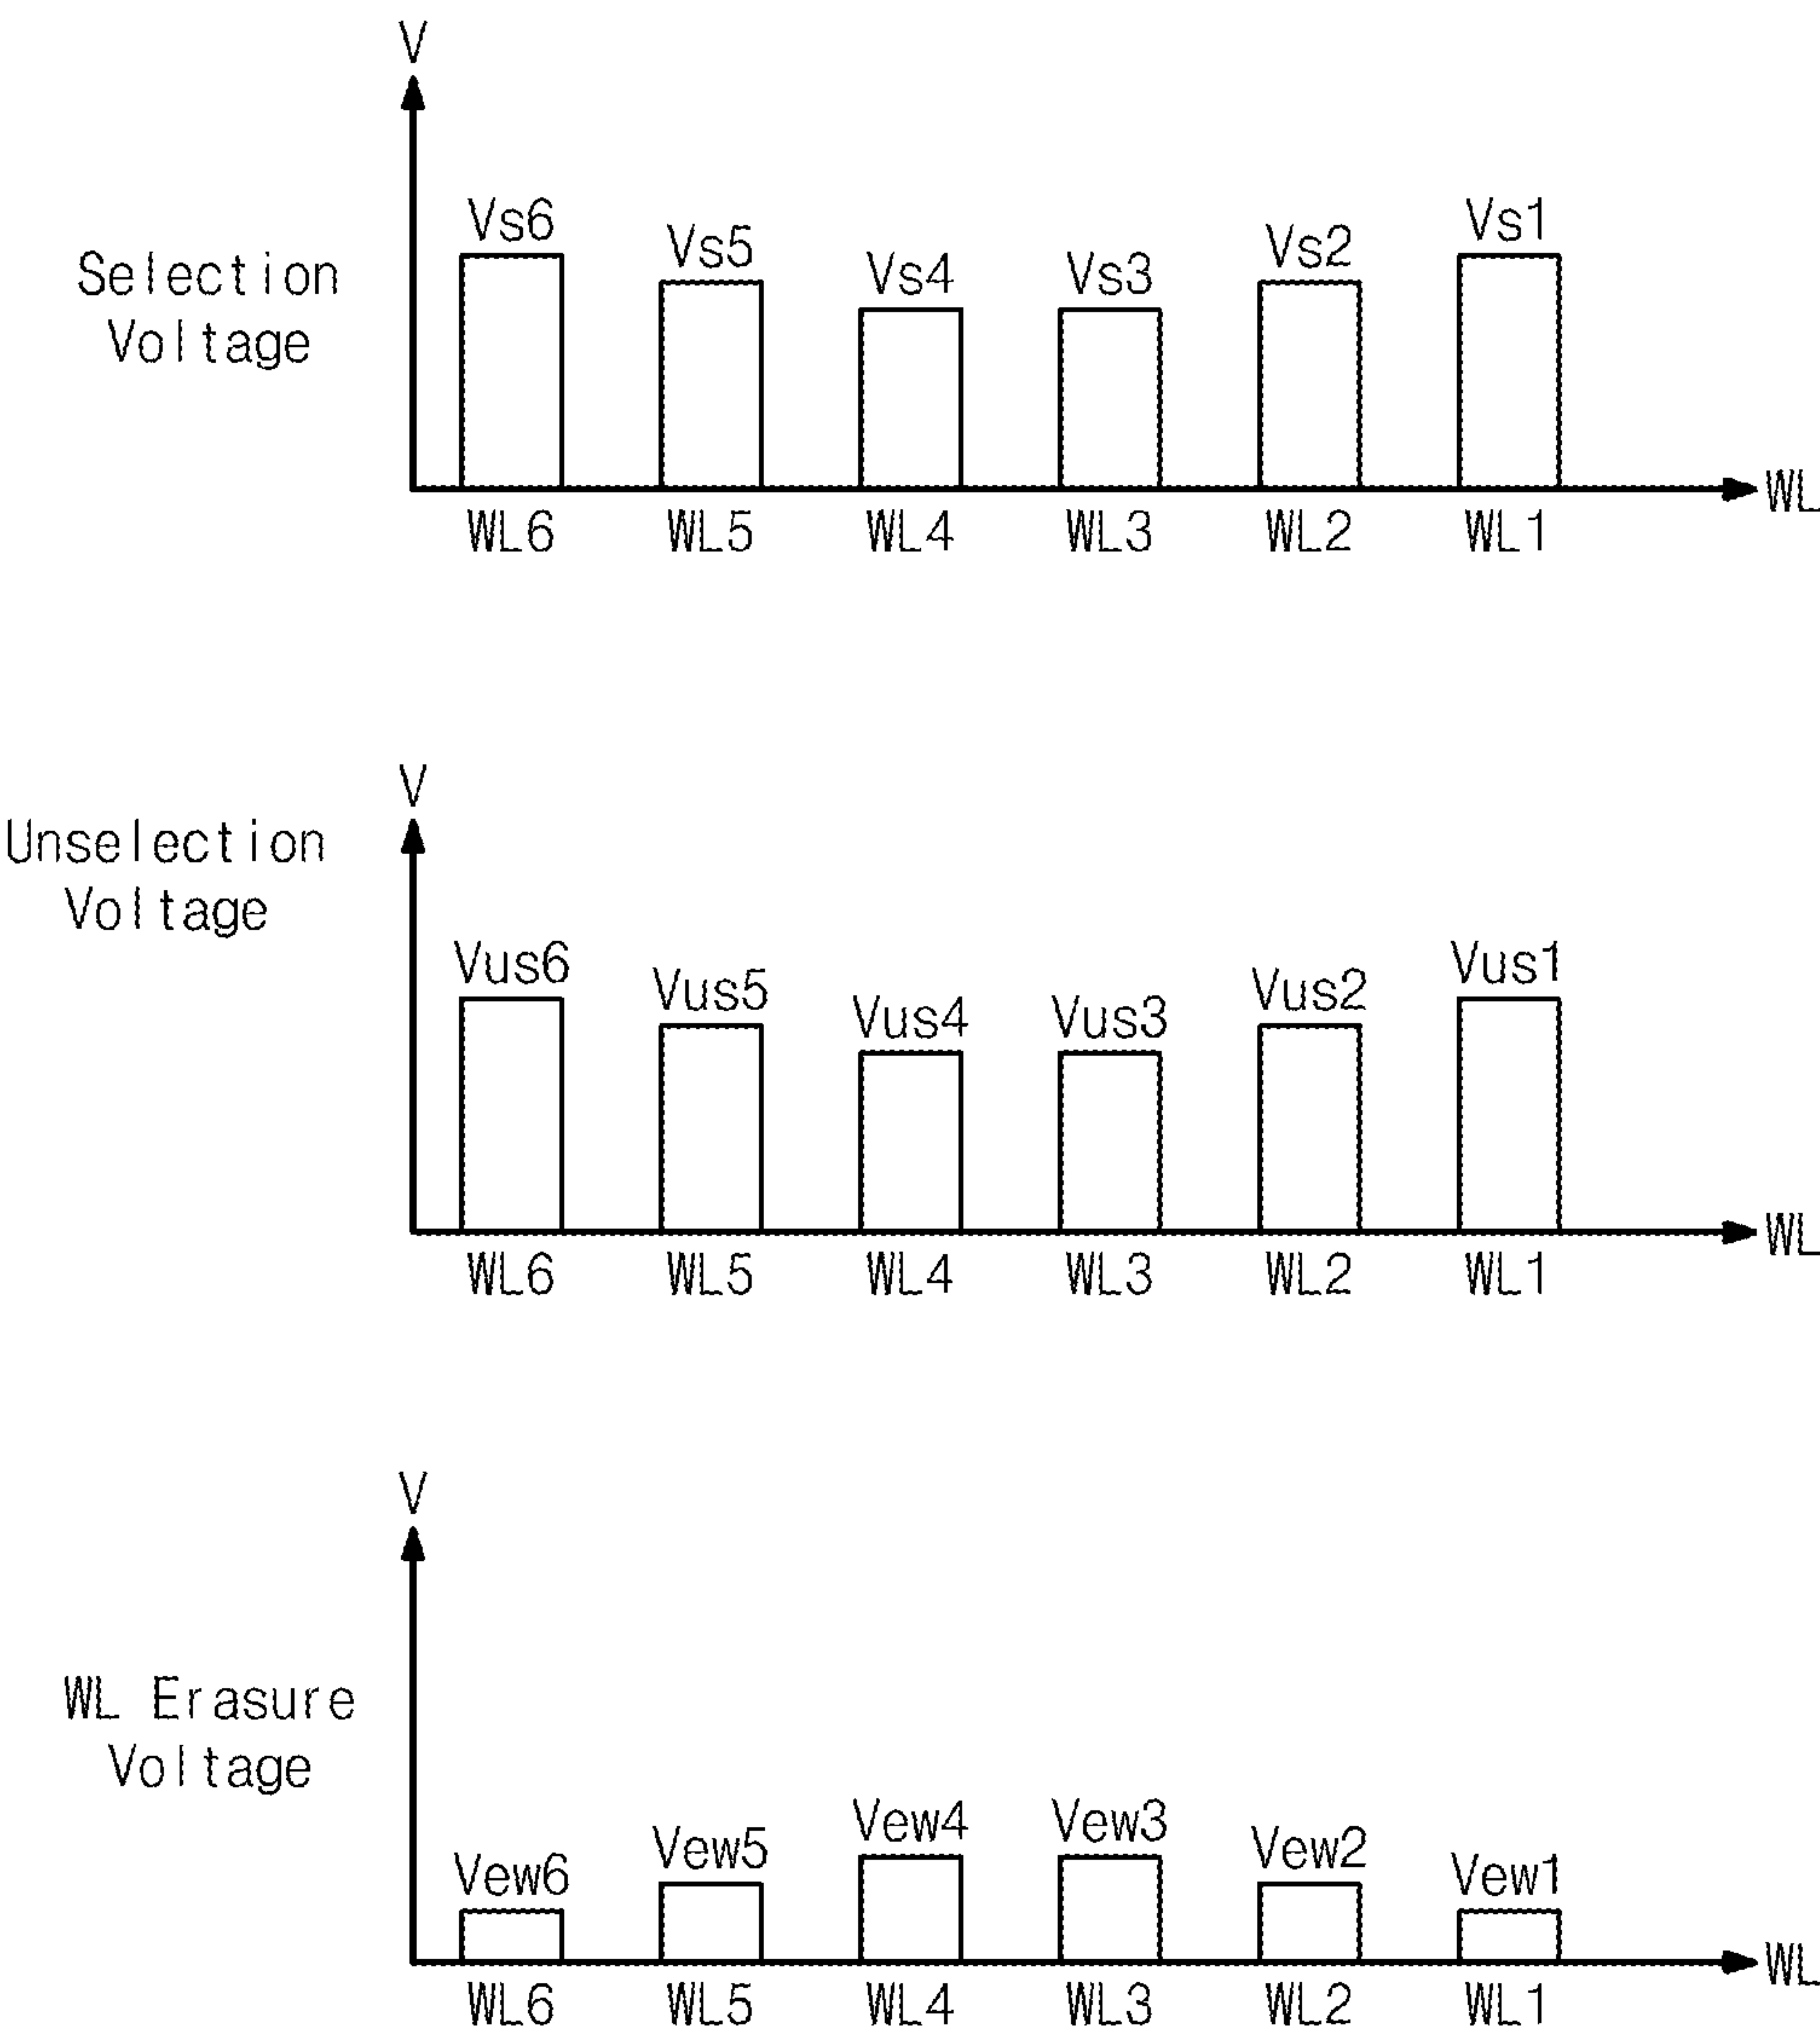 V
Vs6 Vs5 Vs4 Vs3 Vs2 Vs1
Selection
Voltage
WL
WL6 WL5 WL4 WL3 WL2 WL1
V
Unselection
Voltage
Vus6 Vus5 Vus4 Vus3 Vus2 Vus1
WL
WL6 WL5 WL4 WL3 WL2 WL1
V
WL Erasure
Voltage
Vew6 Vew5 Vew4 Vew3 Vew2 Vew1
WL
WL6 WL5 WL4 WL3 WL2 WL1